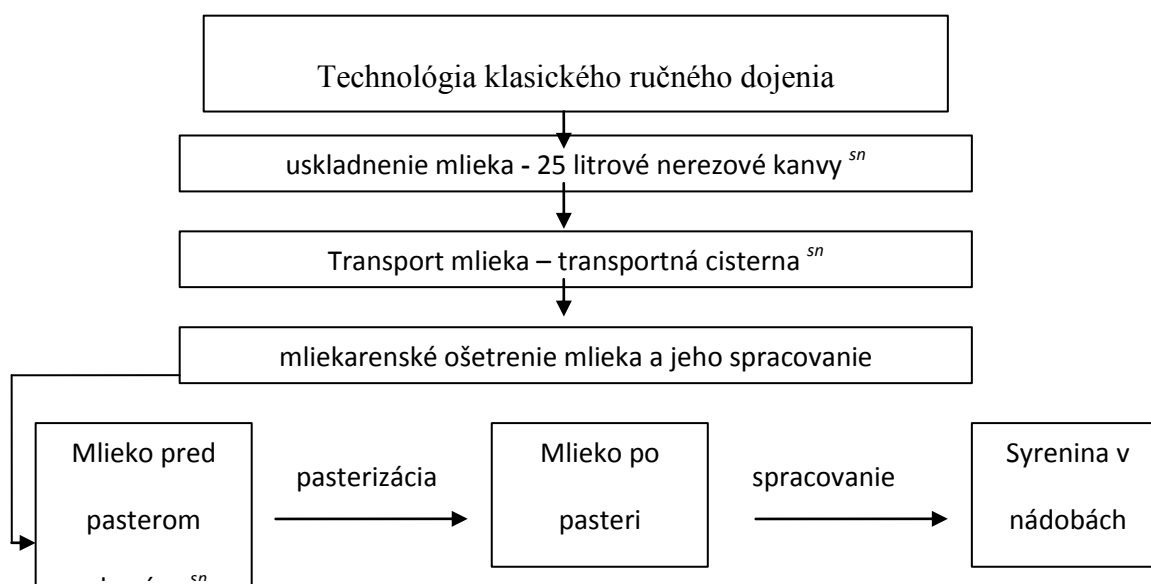 Technológia klasického ručného dojenia
uskladnenie mlieka - 25 litrové nerezové kanvy sn
Transport mlieka – transportná cisterna sn
mliekarenské ošetrenie mlieka a jeho spracovanie
Mlieko pred
pasterom
sn
pasterizácia
Mlieko po
pasteri
spracovanie
Syrenina v
nádobách